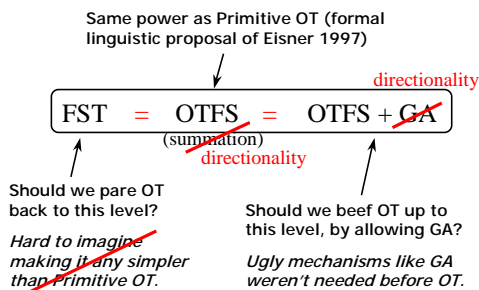 Same power as Primitive OT (formal
linguistic proposal of Eisner 1997)
directionality
FST = OTFS = OTFS + GA
(summation)
directionality
Should we pare OT
back to this level?
Hard to imagine
making it any simpler
than Primitive OT.
Should we beef OT up to
this level, by allowing GA?
Ugly mechanisms like GA
weren't needed before OT.